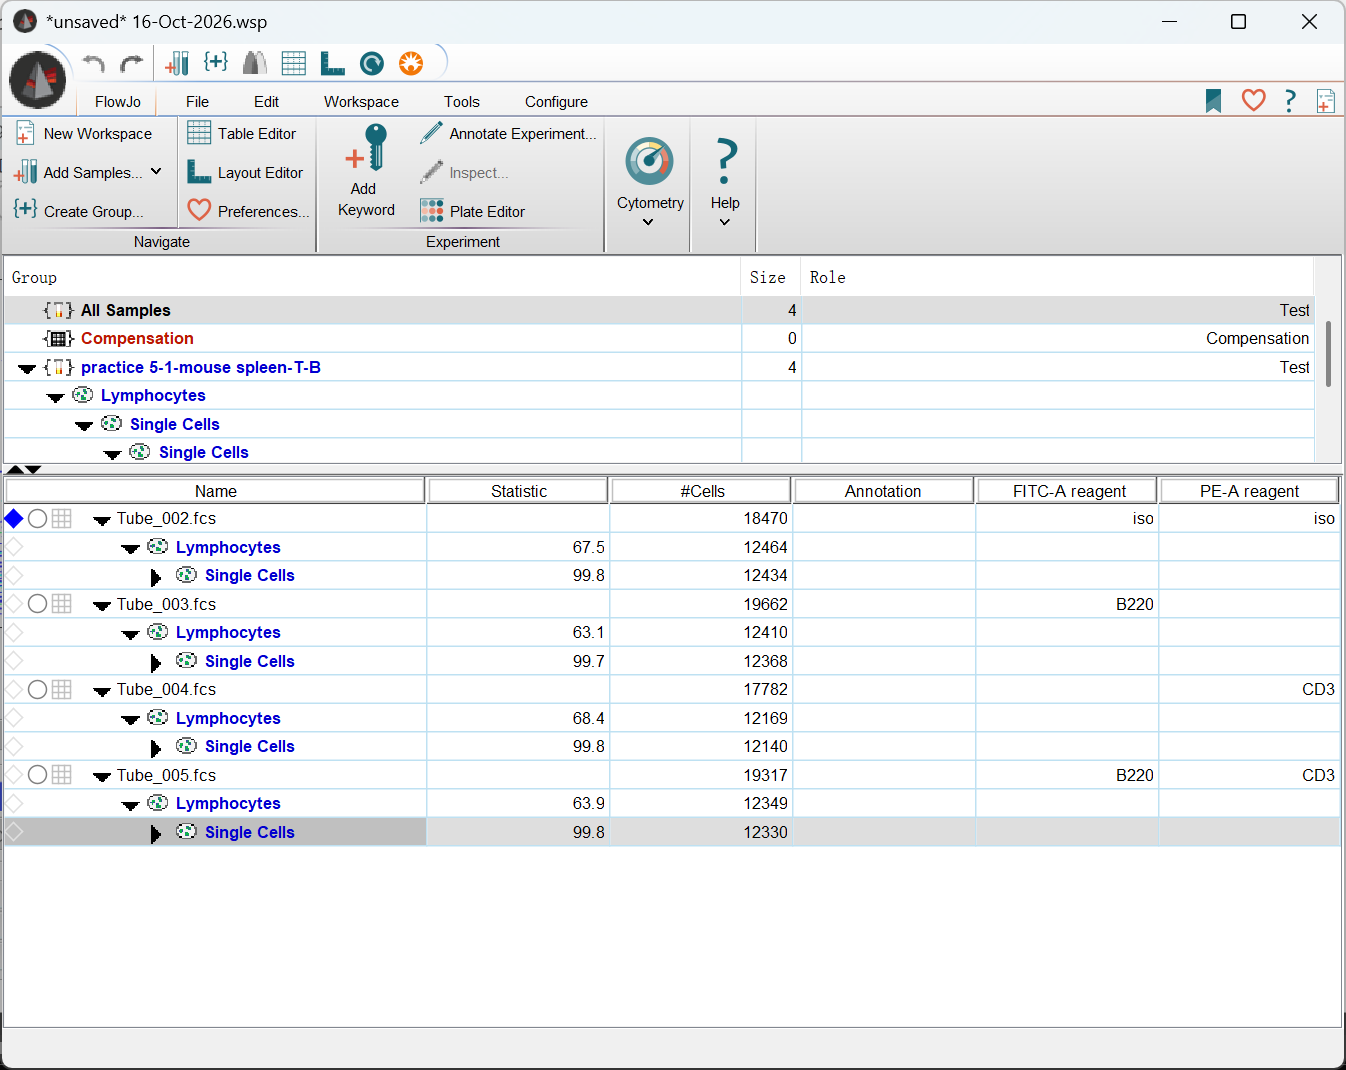 *unsaved* 16-Oct-2026.wsp
FlowJo File Edit Workspace Tools Configure
New Workspace Table Editor Annotate Experiment...
Add Samples... Layout Editor Add Keyword Inspect... Cytometry Help
Create Group... Preferences... Plate Editor
Navigate Experiment
Group Size Role
All Samples 4 Test
Compensation 0 Compensation
practice 5-1-mouse spleen-T-B 4 Test
Lymphocytes
Single Cells
Single Cells
Name Statistic #Cells Annotation FITC-A reagent PE-A reagent
Tube_002.fcs 18470 iso iso
Lymphocytes 67.5 12464
Single Cells 99.8 12434
Tube_003.fcs 19662 B220
Lymphocytes 63.1 12410
Single Cells 99.7 12368
Tube_004.fcs 17782 CD3
Lymphocytes 68.4 12169
Single Cells 99.8 12140
Tube_005.fcs 19317 B220 CD3
Lymphocytes 63.9 12349
Single Cells 99.8 12330